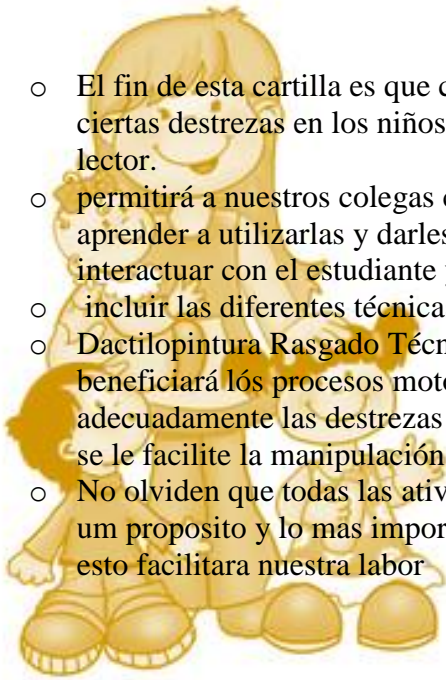 ○ El fin de esta cartilla es que
ciertas destrezas en los niños
lector.
○ permitirá a nuestros colegas
aprender a utilizarlas y darles
interactuar con el estudiante
○ incluir las diferentes técnica
○ Dactilopintura Rasgado Técn
beneficiará lós procesos moto
adecuadamente las destrezas
se le facilite la manipulación
○ No olviden que todas las ativ
um proposito y lo mas impor
esto facilitara nuestra labor